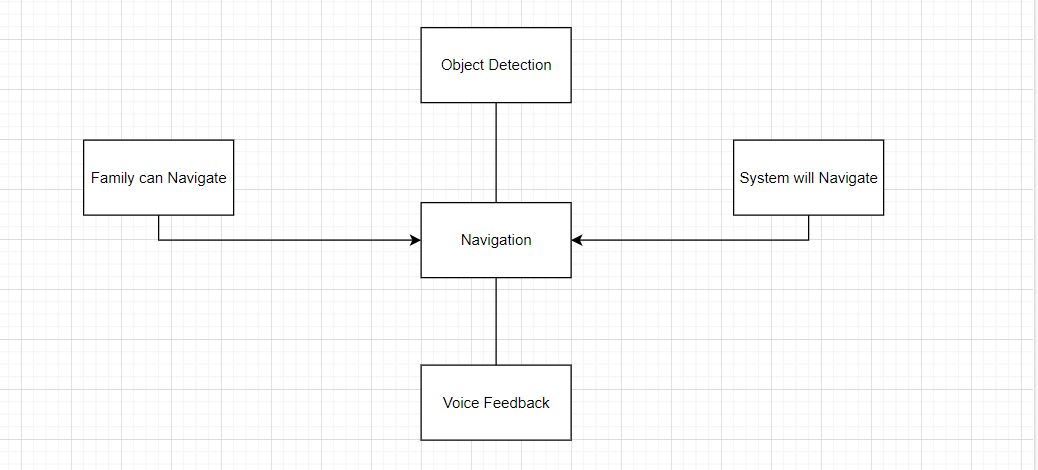 Object Detection
Family can Navigate
System will Navigate
Navigation
Voice Feedback